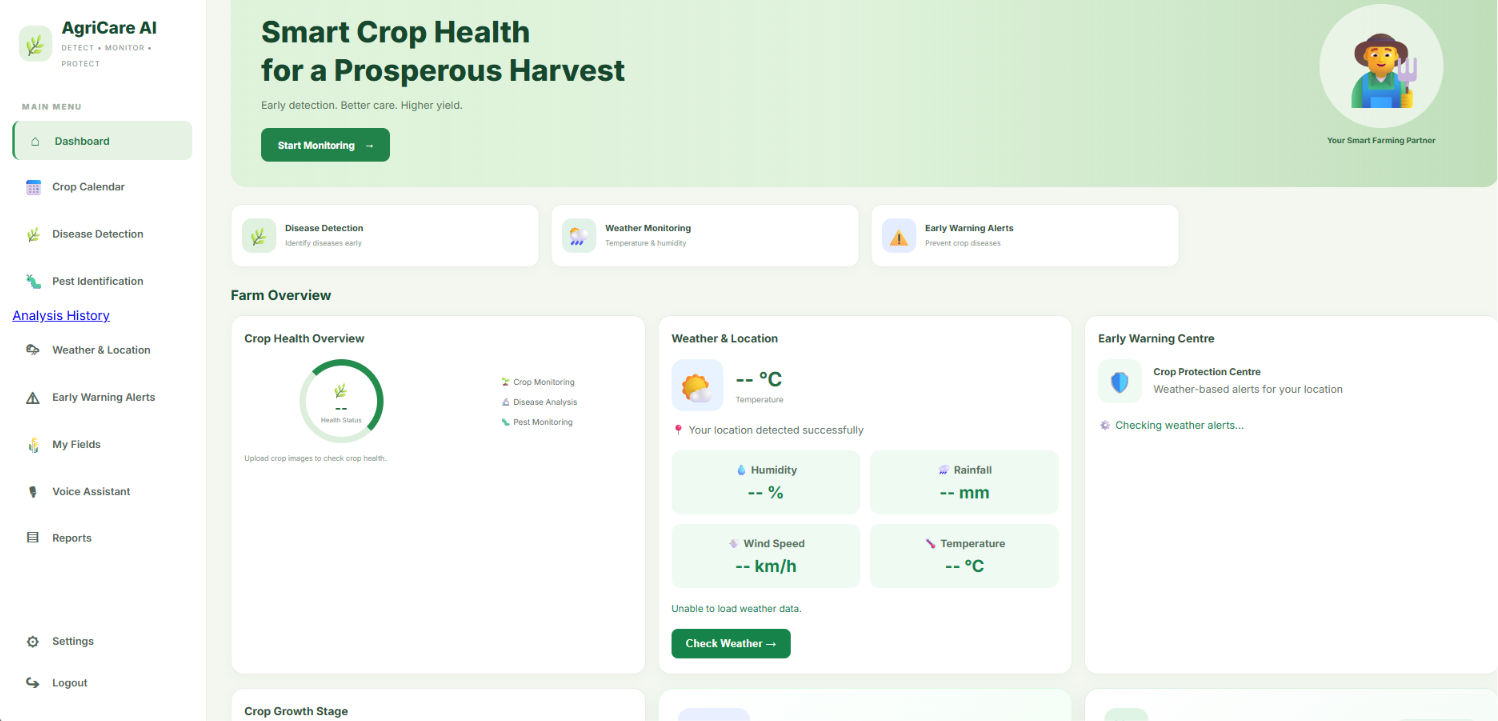 AgriCare AI
DETECT • MONITOR •
PROTECT
MAIN MENU
Dashboard
Crop Calendar
Disease Detection
Pest Identification
Analysis History
Weather & Location
Early Warning Alerts
My Fields
Voice Assistant
Reports
Settings
Logout
Smart Crop Health
for a Prosperous Harvest
Early detection. Better care. Higher yield.
Start Monitoring →
Your Smart Farming Partner
Disease Detection
Identify diseases early
Weather Monitoring
Temperature & humidity
Early Warning Alerts
Prevent crop diseases
Farm Overview
Crop Health Overview
--
Health Status
Crop Monitoring
Disease Analysis
Pest Monitoring
Upload crop images to check crop health.
Weather & Location
-- °C
Temperature
Your location detected successfully
Humidity
-- %
Rainfall
-- mm
Wind Speed
-- km/h
Temperature
-- °C
Unable to load weather data.
Check Weather →
Early Warning Centre
Crop Protection Centre
Weather-based alerts for your location
Checking weather alerts...
Crop Growth Stage